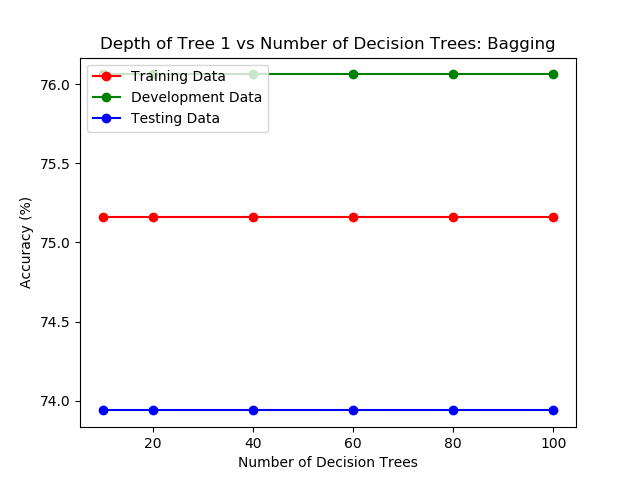 Depth of Tree 1 vs Number of Decision Trees: Bagging
Training Data
Development Data
Testing Data
Accuracy (%)
76.0
75.5
75.0
74.5
74.0
20 40 60 80 100
Number of Decision Trees